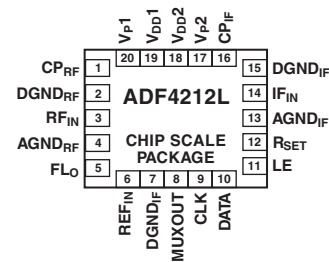 VP1
VDD1
VDD2
VP2
CPIF
20 19 18 17 16
CPRF 1
DGNDRF 2
RFIN 3
AGNDRF 4
FLO 5
ADF4212L
CHIP SCALE
PACKAGE
15 DGNDIF
14 IFIN
13 AGNDIF
12 RSET
11 LE
6 7 8 9 10
REFIN
DGNDIF
MUXOUT
CLK
DATA